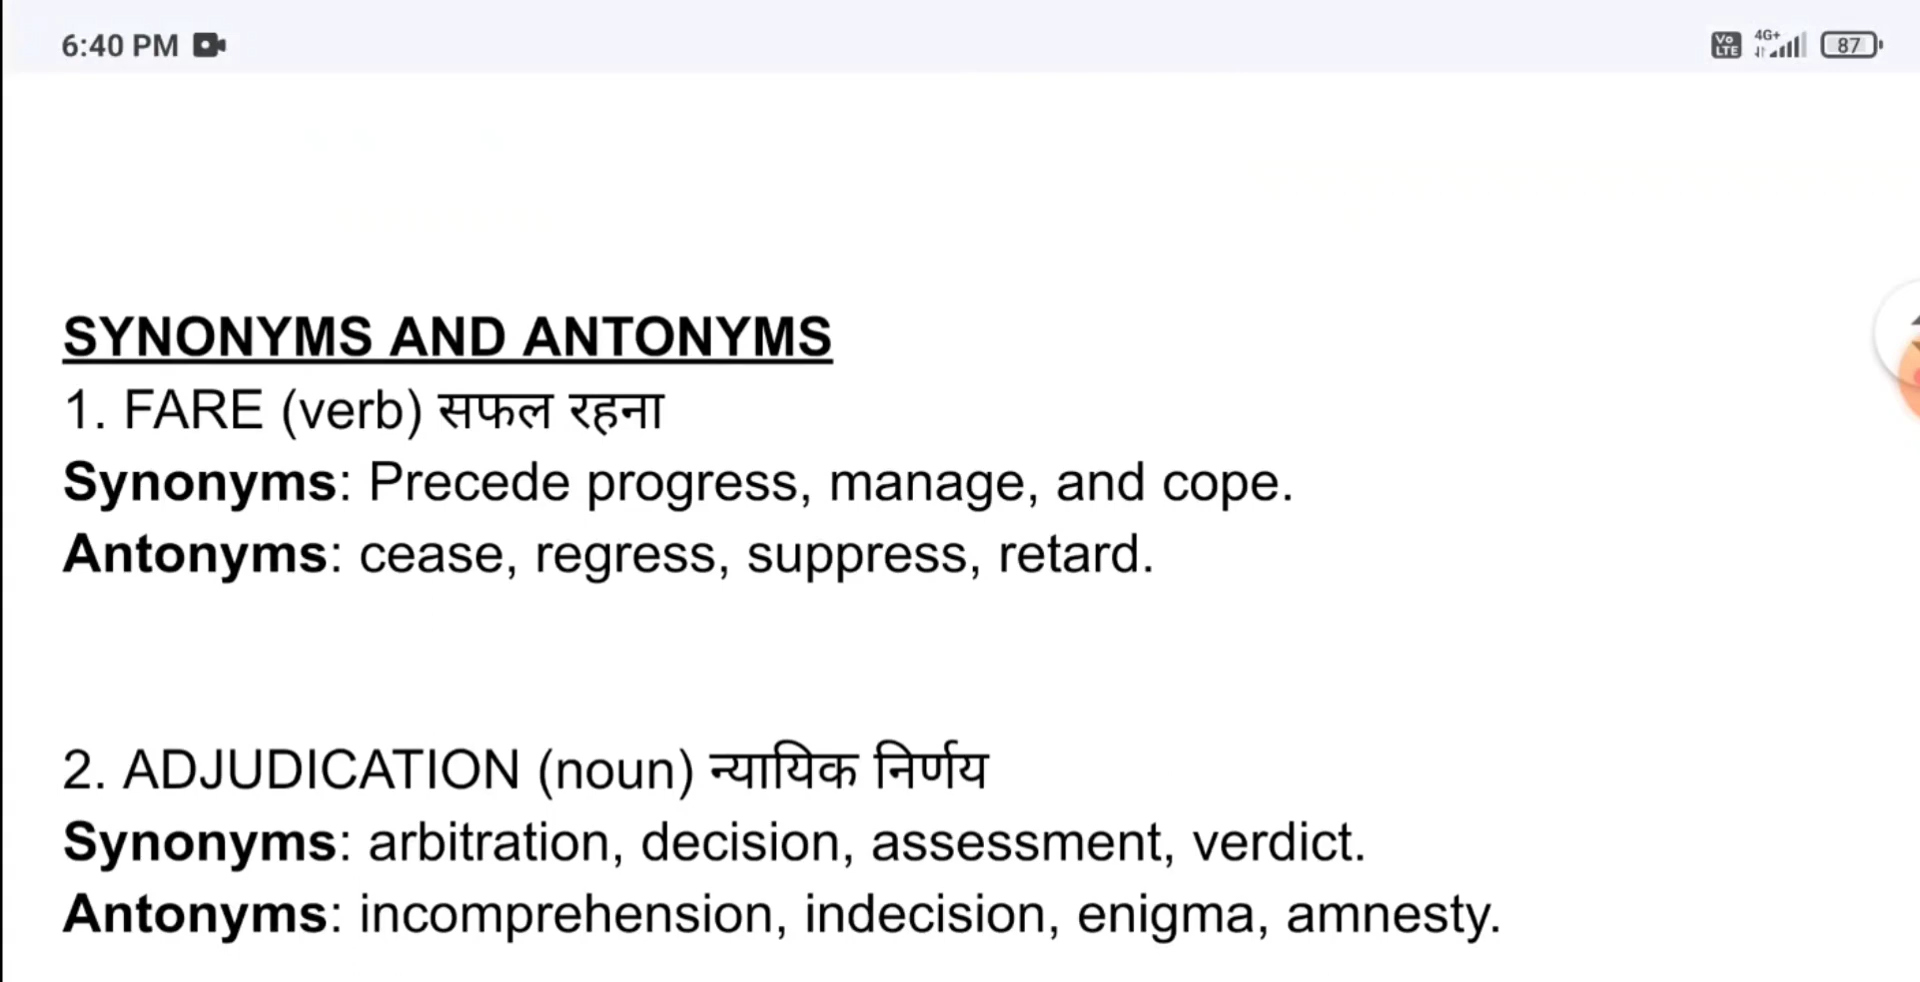 6:40 PM
Vo LTE 4G+ 87
SYNONYMS AND ANTONYMS
1. FARE (verb) सफल रहना
Synonyms: Precede progress, manage, and cope.
Antonyms: cease, regress, suppress, retard.
2. ADJUDICATION (noun) न्यायिक निर्णय
Synonyms: arbitration, decision, assessment, verdict.
Antonyms: incomprehension, indecision, enigma, amnesty.